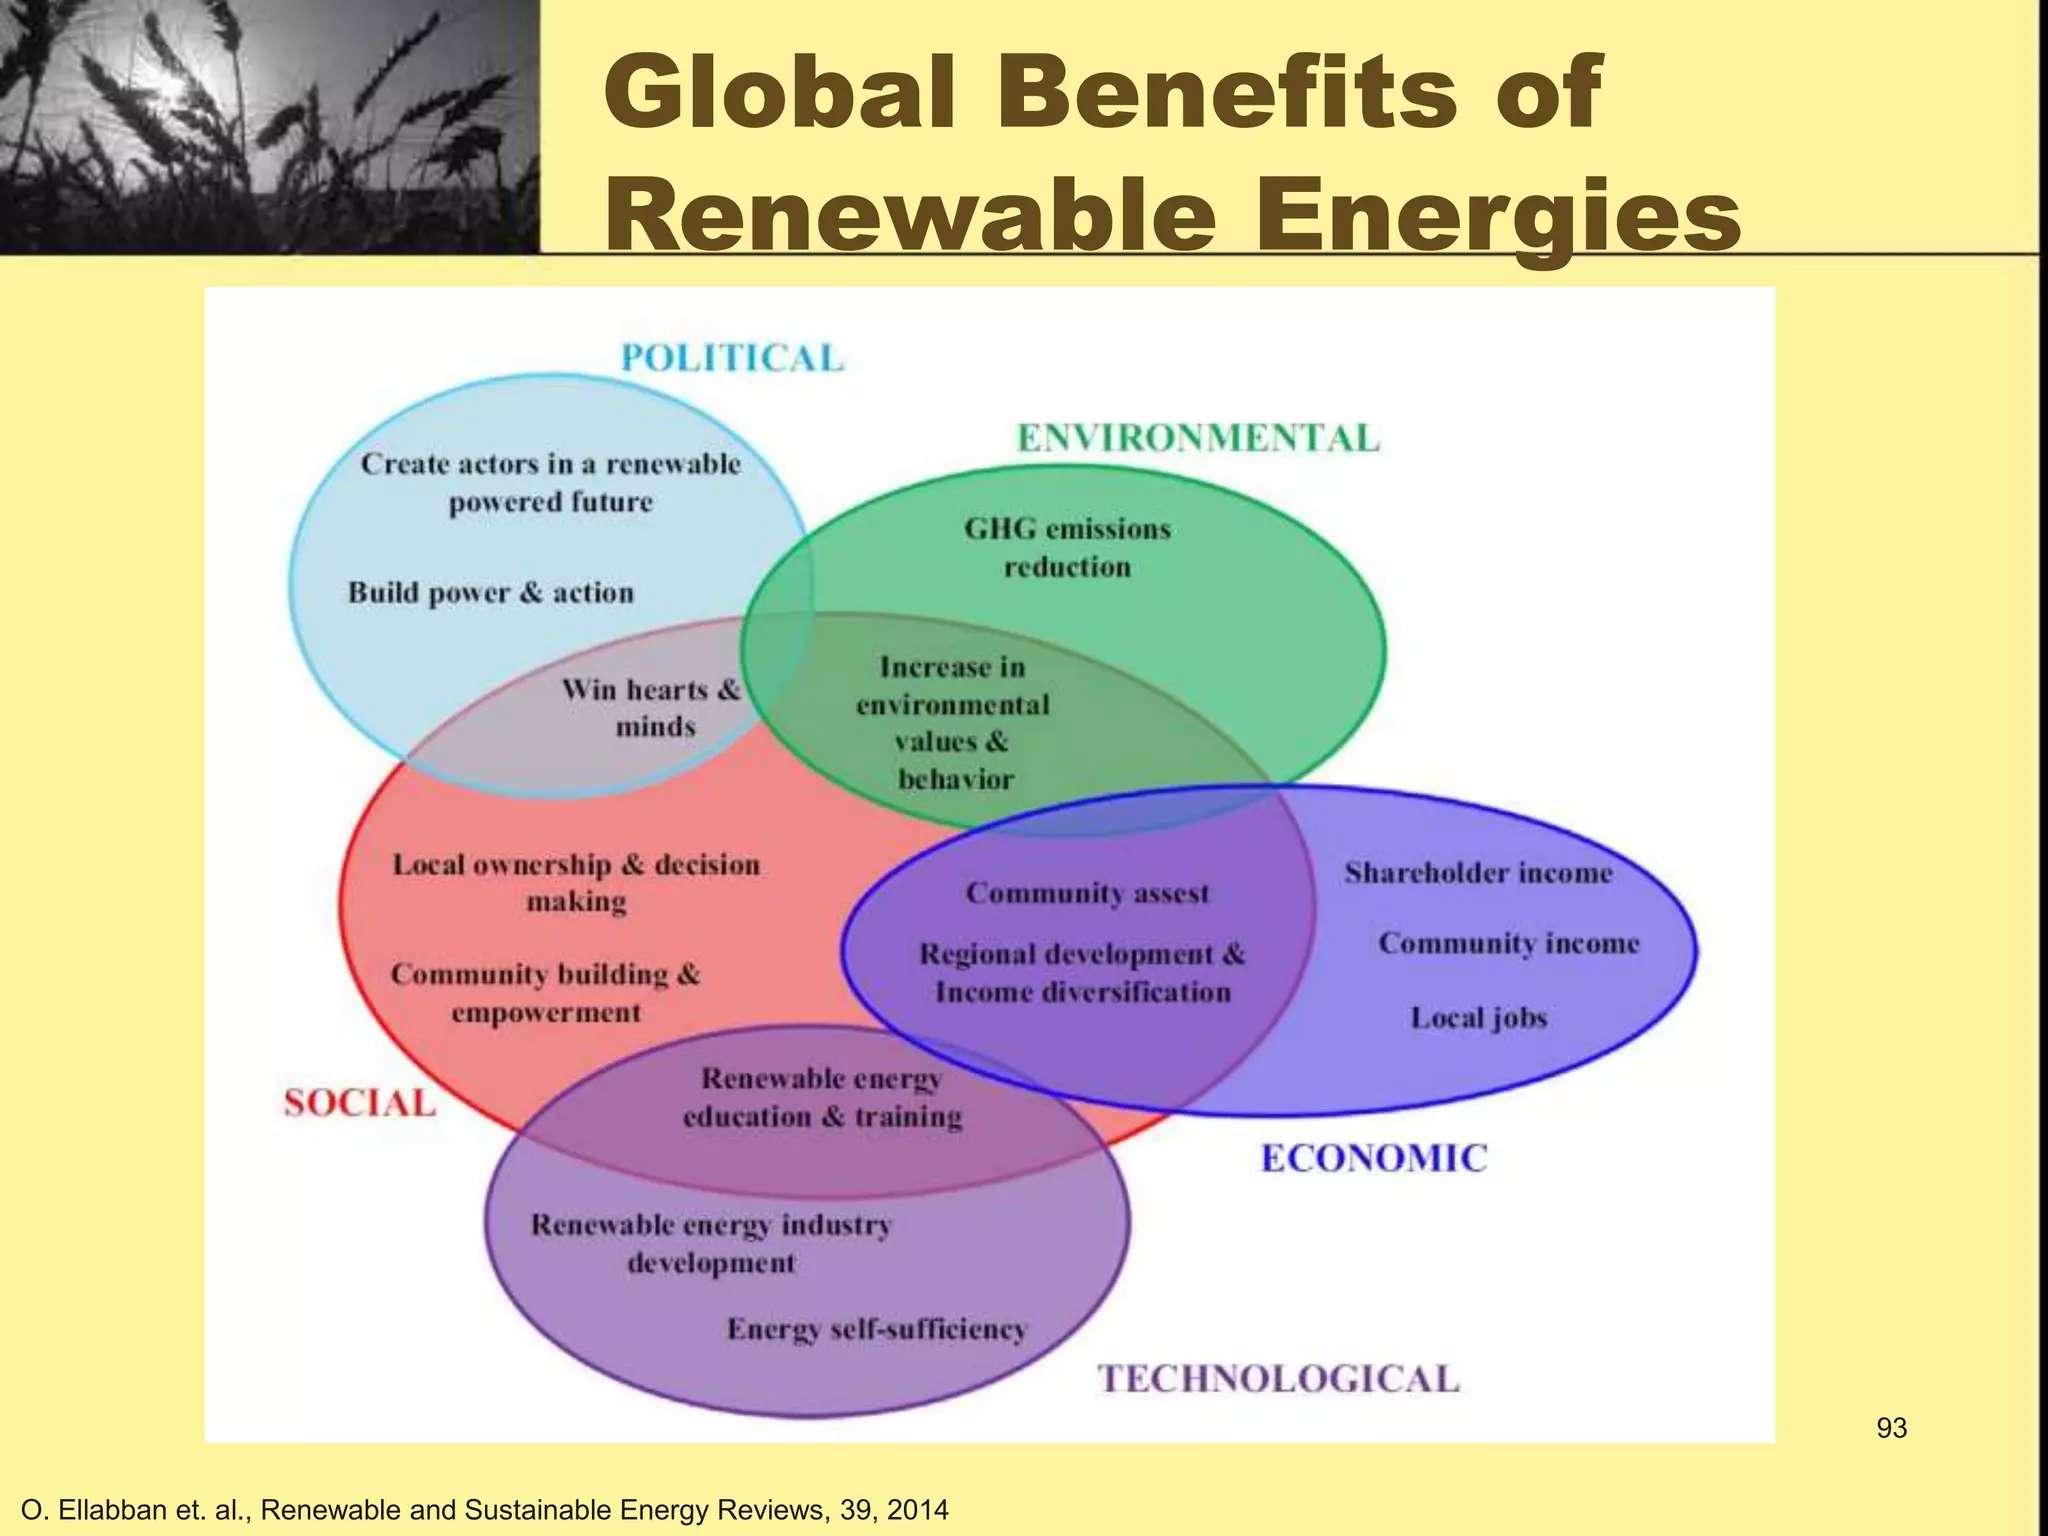 Global Benefits of
Renewable Energies
POLITICAL
Create actors in a renewable
powered future
Build power & action
Win hearts &
minds
ENVIRONMENTAL
GHG emissions
reduction
Increase in
environmental
values &
behavior
Local ownership & decision
making
Community building &
empowerment
SOCIAL
Community assest
Regional development &
Income diversification
Shareholder income
Community income
Local jobs
ECONOMIC
Renewable energy
education & training
Renewable energy industry
development
Energy self-sufficiency
TECHNOLOGICAL
93
O. Ellabban et. al., Renewable and Sustainable Energy Reviews, 39, 2014